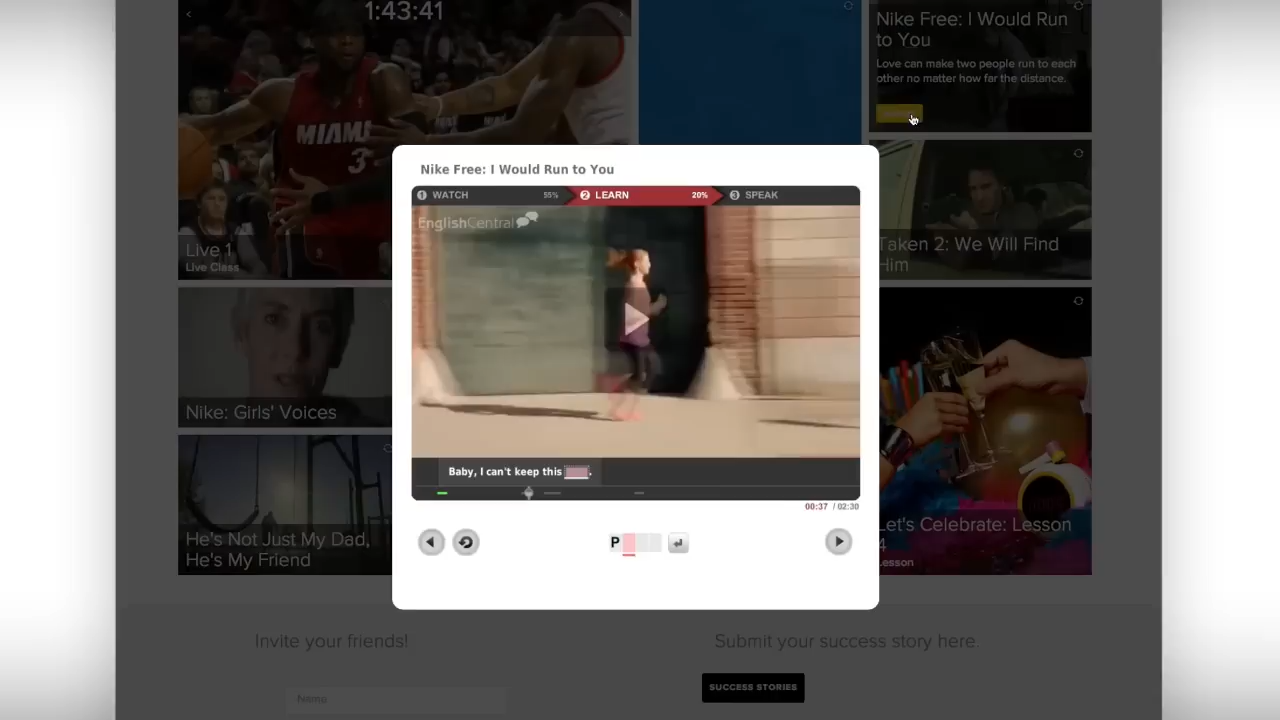 1:43:41
Nike Free: I Would Run
to You
Love can make two people run to each
other no matter how far the distance.
MIAMI
3
Live 1
Live Class
Taken 2: We Will Find
Him
Nike: Girls' Voices
He's Not Just My Dad,
He's My Friend
Let's Celebrate: Lesson
4
Lesson
Nike Free: I Would Run to You
1 WATCH 55% 2 LEARN 20% 3 SPEAK
EnglishCentral
Baby, I can't keep this .
00:37 / 02:30
P
Invite your friends!
Name
Submit your success story here.
SUCCESS STORIES